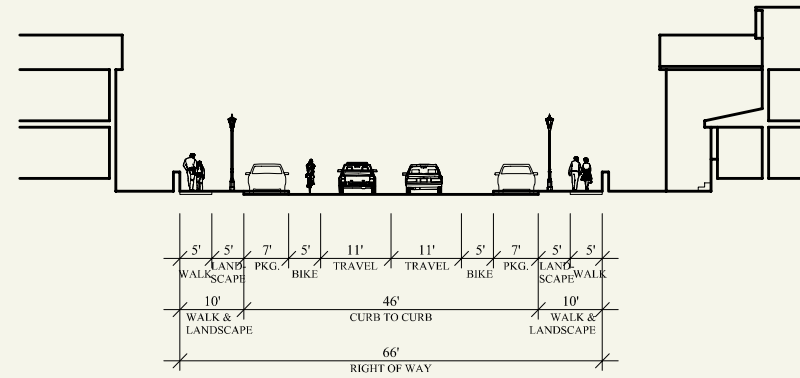 5' 5' 7' 5' 11' 11' 5' 7' 5' 5'
WALK LAND- PKG. BIKE TRAVEL TRAVEL BIKE PKG. LAND- WALK
SCAPE SCAPE
10' 46' 10'
WALK & CURB TO CURB WALK &
LANDSCAPE LANDSCAPE
66'
RIGHT OF WAY